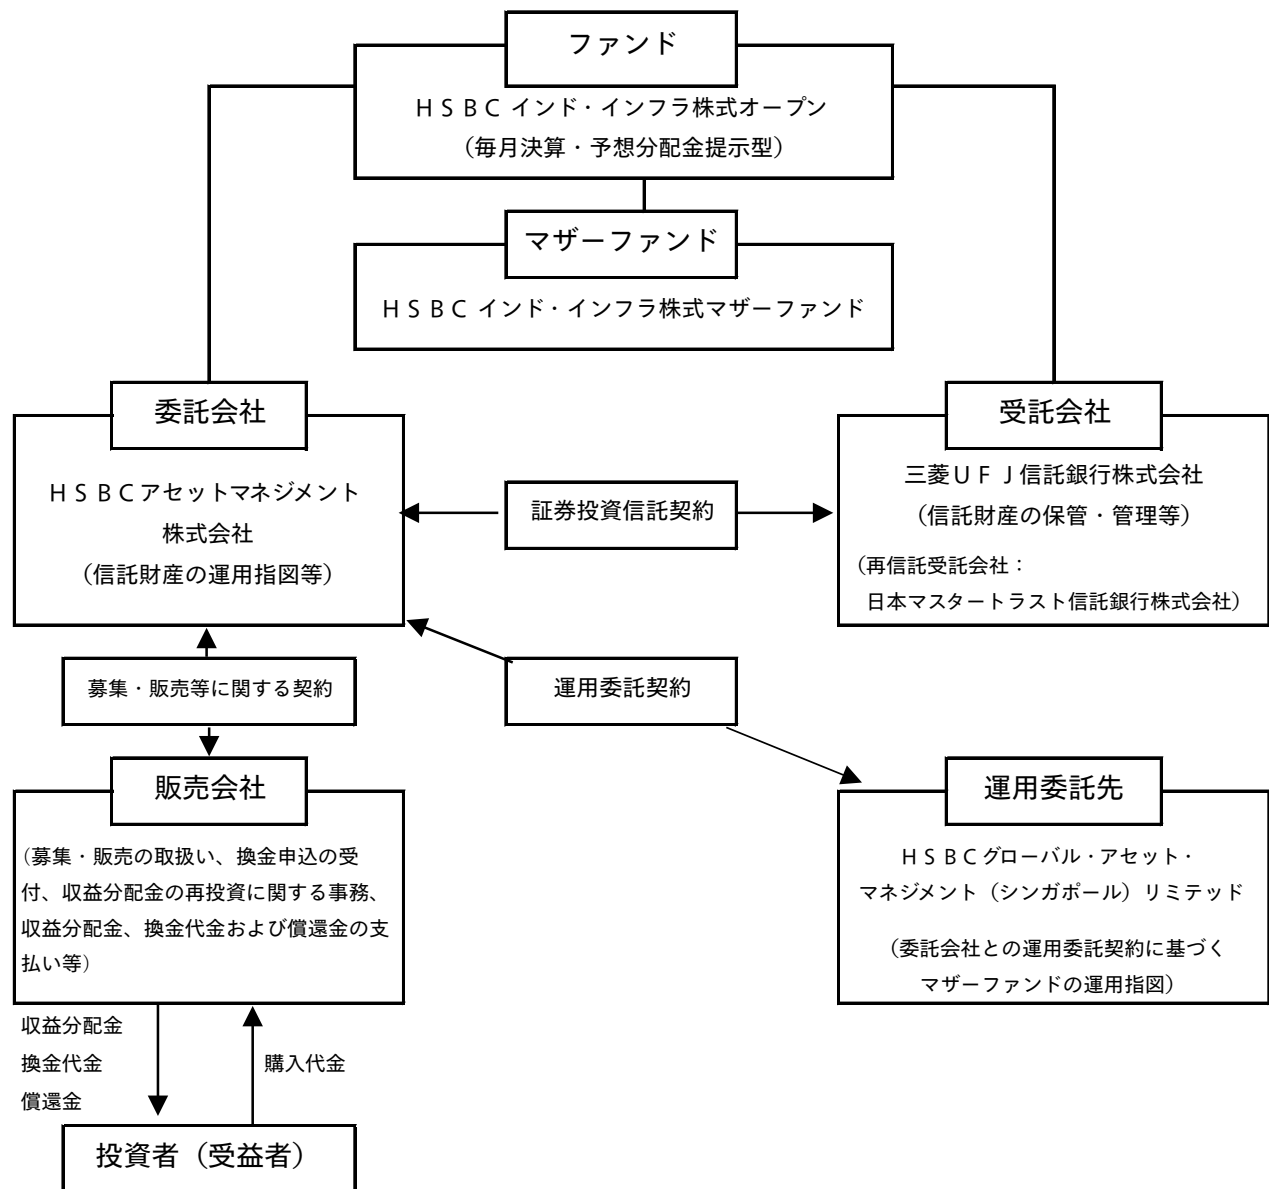 ファンド
ＨＳＢＣ インド・インフラ株式オープン
（毎月決算・予想分配金提示型）
マザーファンド
ＨＳＢＣ インド・インフラ株式マザーファンド
委託会社
ＨＳＢＣアセットマネジメント
株式会社
（信託財産の運用指図等）
証券投資信託契約
受託会社
三菱ＵＦＪ信託銀行株式会社
（信託財産の保管・管理等）
（再信託受託会社：
日本マスタートラスト信託銀行株式会社）
募集・販売等に関する契約
運用委託契約
販売会社
（募集・販売の取扱い、換金申込の受
付、収益分配金の再投資に関する事務、
収益分配金、換金代金および償還金の支
払い等）
運用委託先
ＨＳＢＣグローバル・アセット・
マネジメント（シンガポール）リミテッド
（委託会社との運用委託契約に基づく
マザーファンドの運用指図）
収益分配金
換金代金
償還金
購入代金
投資者（受益者）